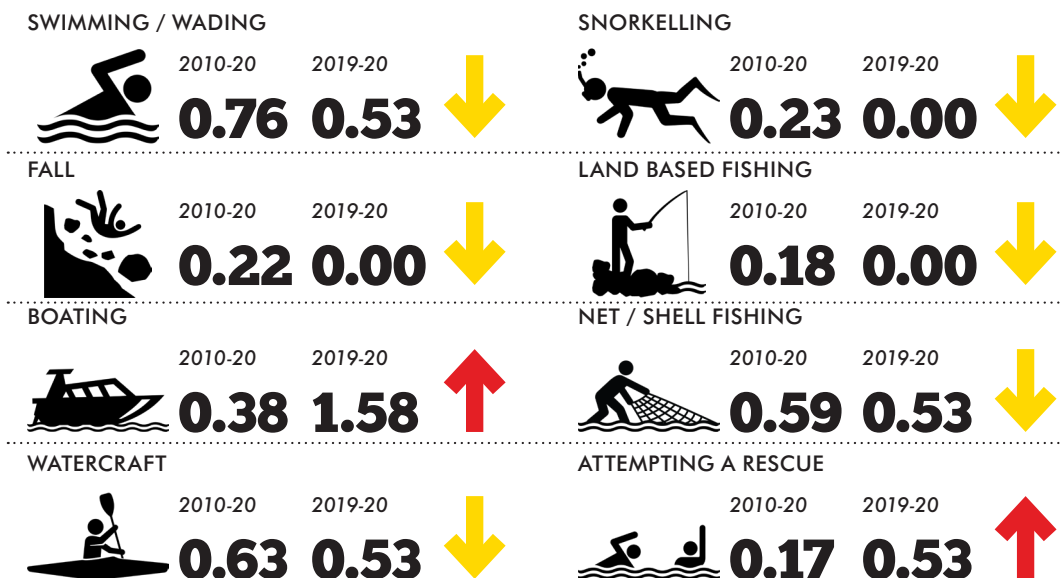 SWIMMING / WADING
2010-20 2019-20
0.76 0.53
SNORKELLING
2010-20 2019-20
0.23 0.00
FALL
2010-20 2019-20
0.22 0.00
LAND BASED FISHING
2010-20 2019-20
0.18 0.00
BOATING
2010-20 2019-20
0.38 1.58
NET / SHELL FISHING
2010-20 2019-20
0.59 0.53
WATERCRAFT
2010-20 2019-20
0.63 0.53
ATTEMPTING A RESCUE
2010-20 2019-20
0.17 0.53